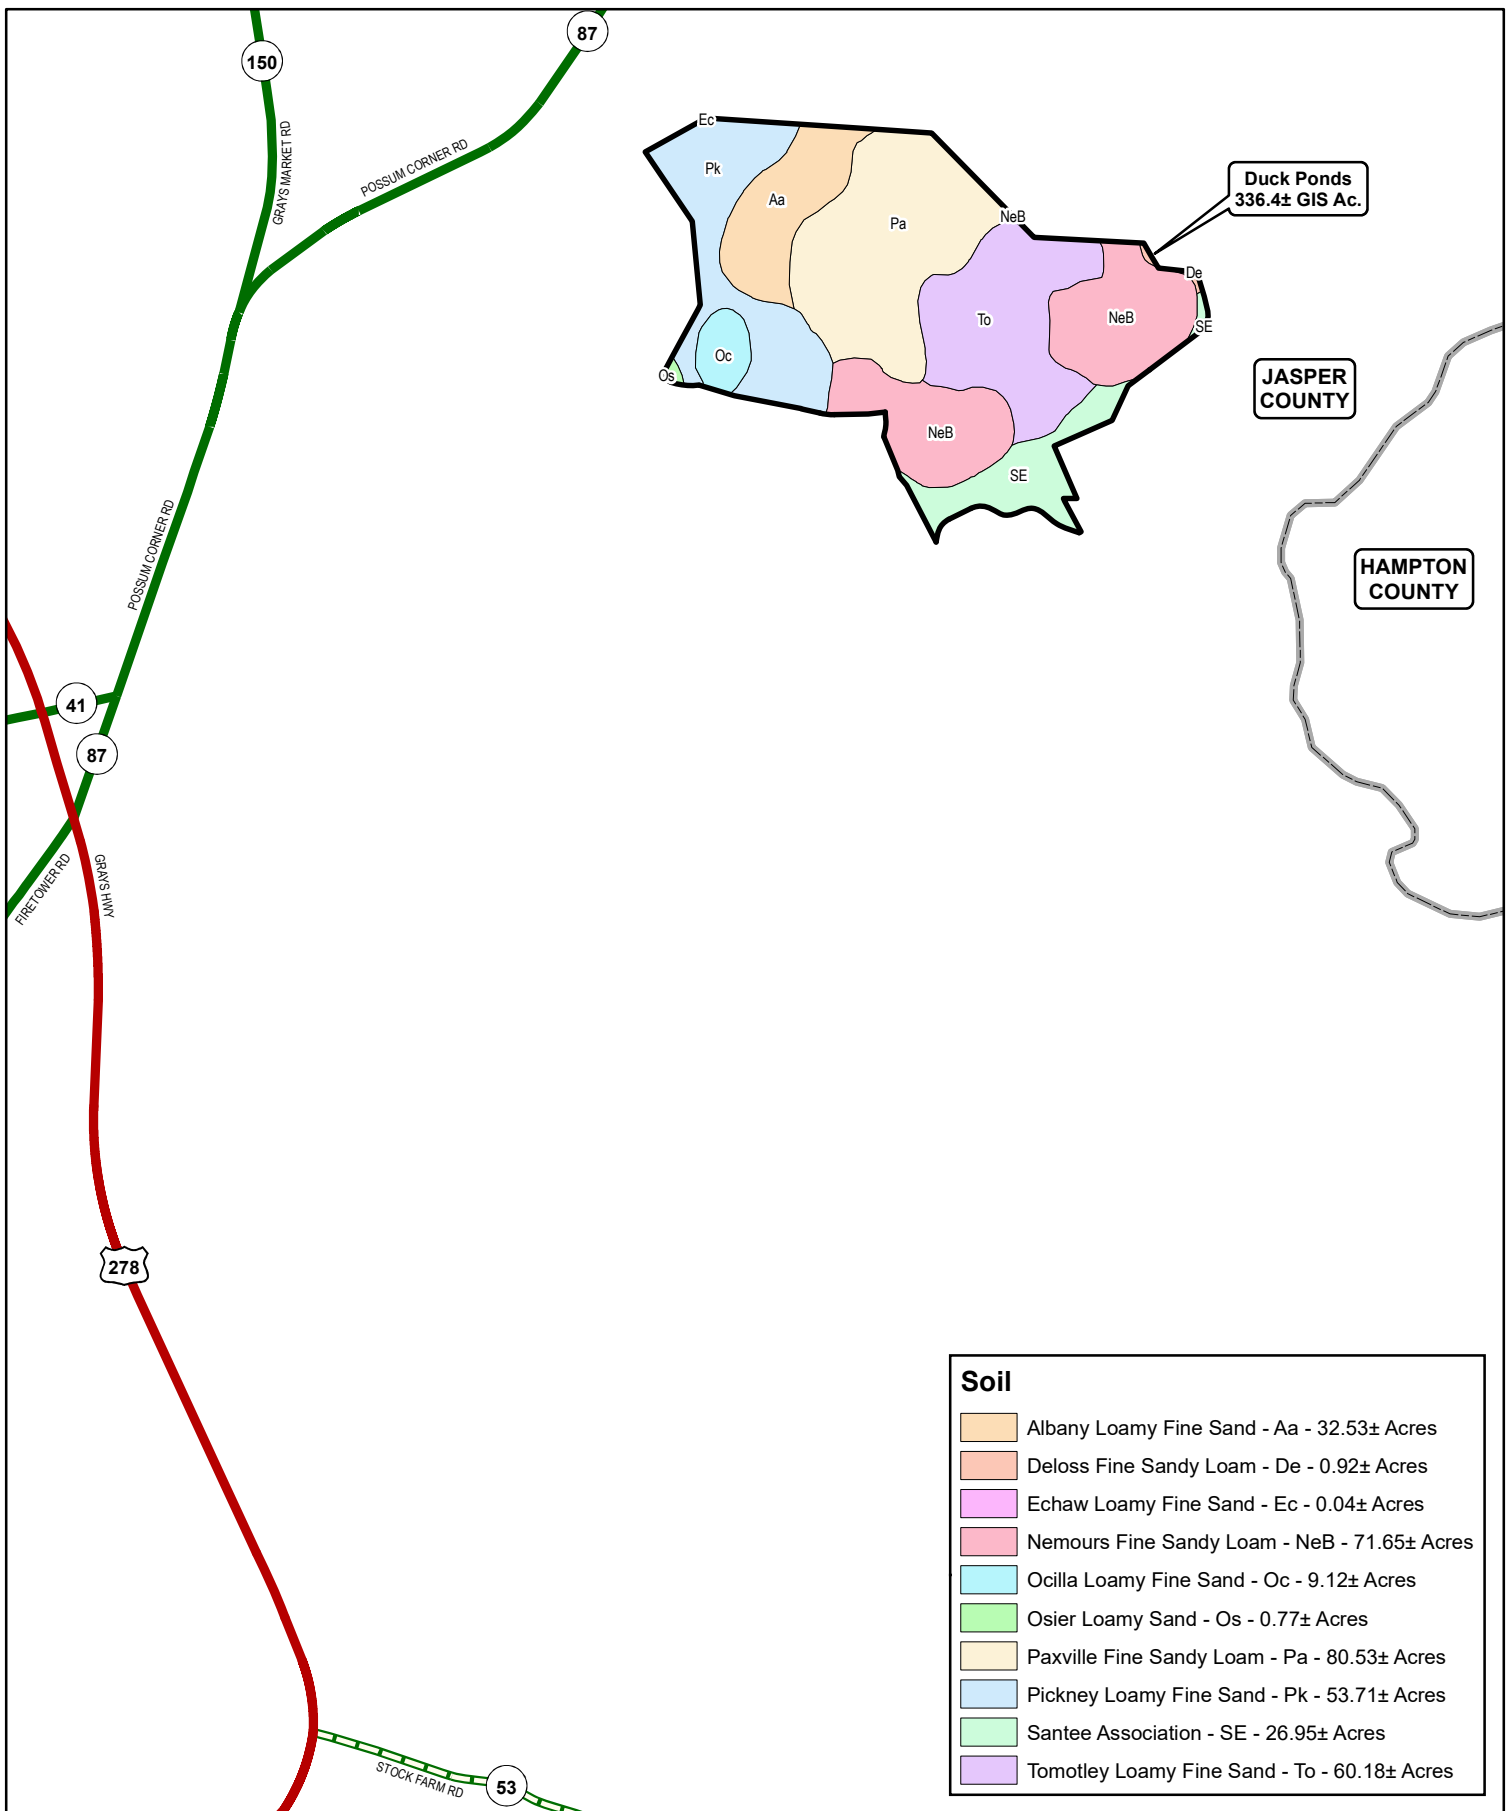 87
150
GRAYS MARKET RD
POSSUM CORNER RD
Ec
Pk
Aa
Pa
NeB
Duck Ponds
336.4± GIS Ac.
De
To
NeB
SE
Oc
Os
NeB
SE
JASPER
COUNTY
HAMPTON
COUNTY
POSSUM CORNER RD
41
87
FIRETOWER RD
GRAYS HWY
278
STOCK FARM RD
53
Soil
Albany Loamy Fine Sand - Aa - 32.53± Acres
Deloss Fine Sandy Loam - De - 0.92± Acres
Echaw Loamy Fine Sand - Ec - 0.04± Acres
Nemours Fine Sandy Loam - NeB - 71.65± Acres
Ocilla Loamy Fine Sand - Oc - 9.12± Acres
Osier Loamy Sand - Os - 0.77± Acres
Paxville Fine Sandy Loam - Pa - 80.53± Acres
Pickney Loamy Fine Sand - Pk - 53.71± Acres
Santee Association - SE - 26.95± Acres
Tomotley Loamy Fine Sand - To - 60.18± Acres